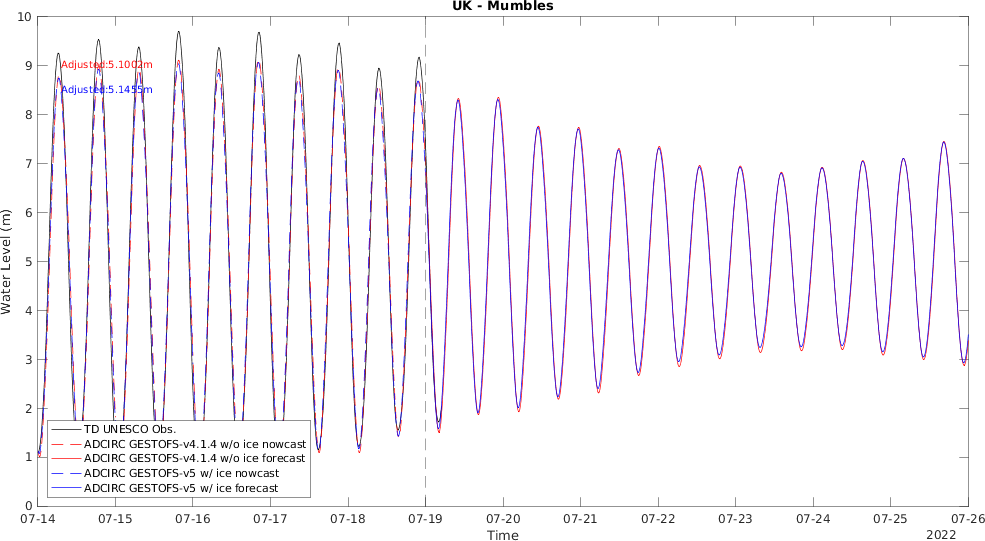 UK - Mumbles
10
9
8
7
6
5
4
3
2
1
0
Water Level (m)
Adjusted:5.1002m
Adjusted:5.1455m
TD UNESCO Obs.
ADCIRC GESTOFS-v4.1.4 w/o ice nowcast
ADCIRC GESTOFS-v4.1.4 w/o ice forecast
ADCIRC GESTOFS-v5 w/ ice nowcast
ADCIRC GESTOFS-v5 w/ ice forecast
07-14 07-15 07-16 07-17 07-18 07-19 07-20 07-21 07-22 07-23 07-24 07-25 07-26
Time
2022